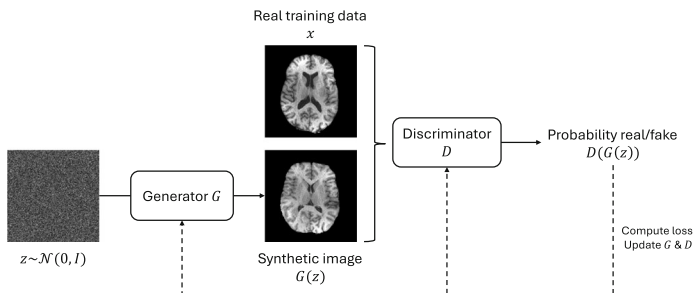 Real training data
x
Discriminator
D
Probability real/fake
D(G(z))
Generator G
z~𝒩(0, I)
Synthetic image
G(z)
Compute loss
Update G & D